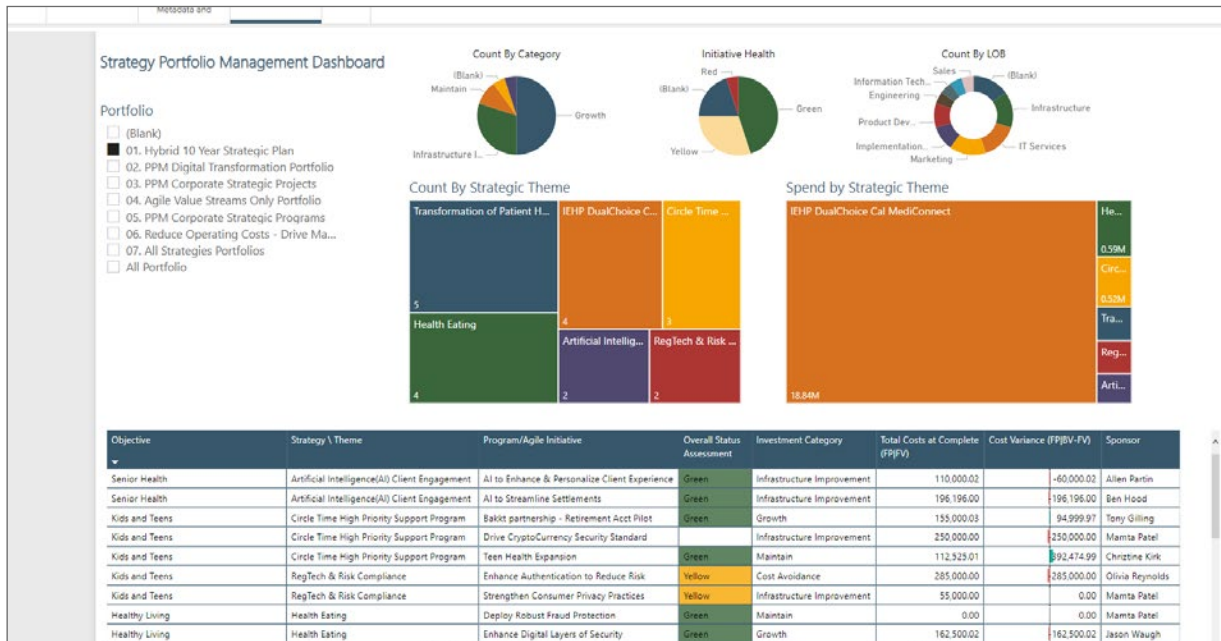 Metadata and
Strategy Portfolio Management Dashboard
Portfolio
(Blank)
01. Hybrid 10 Year Strategic Plan
02. PPM Digital Transformation Portfolio
03. PPM Corporate Strategic Projects
04. Agile Value Streams Only Portfolio
05. PPM Corporate Strategic Programs
06. Reduce Operating Costs - Drive Ma...
07. All Strategies Portfolios
All Portfolio
Count By Category
(Blank)
Maintain
Growth
Infrastructure I...
Initiative Health
Red
(Blank)
Green
Yellow
Count By LOB
Sales
(Blank)
Information Tech...
Engineering
Infrastructure
Product Dev...
Implementation...
IT Services
Marketing
Count By Strategic Theme
Transformation of Patient H...
5
IEHP DualChoice C...
4
Circle Time ...
3
Health Eating
4
Artificial Intellig...
2
RegTech & Risk ...
2
Spend by Strategic Theme
IEHP DualChoice Cal MediConnect
18.84M
He...
0.59M
Circ...
0.52M
Tra...
Reg...
Arti...
Objective Strategy \ Theme Program/Agile Initiative Overall Status Assessment Investment Category Total Costs at Complete (FP|FV) Cost Variance (FP|BV-FV) Sponsor
Senior Health Artificial Intelligence(AI) Client Engagement AI to Enhance & Personalize Client Experience Green Infrastructure Improvement 110,000.02 -60,000.02 Allen Partin
Senior Health Artificial Intelligence(AI) Client Engagement AI to Streamline Settlements Green Infrastructure Improvement 196,196.00 -196,196.00 Ben Hood
Kids and Teens Circle Time High Priority Support Program Bakkt partnership - Retirement Acct Pilot Green Growth 155,000.03 94,999.97 Tony Gilling
Kids and Teens Circle Time High Priority Support Program Drive CryptoCurrency Security Standard Infrastructure Improvement 250,000.00 -250,000.00 Mamta Patel
Kids and Teens Circle Time High Priority Support Program Teen Health Expansion Green Maintain 112,525.01 392,474.99 Christine Kirk
Kids and Teens RegTech & Risk Compliance Enhance Authentication to Reduce Risk Yellow Cost Avoidance 285,000.00 -285,000.00 Olivia Reynolds
Kids and Teens RegTech & Risk Compliance Strengthen Consumer Privacy Practices Yellow Infrastructure Improvement 55,000.00 0.00 Mamta Patel
Healthy Living Health Eating Deploy Robust Fraud Protection Green Maintain 0.00 0.00 Mamta Patel
Healthy Living Health Eating Enhance Digital Layers of Security Green Growth 162,500.02 -162,500.02 Jason Waugh